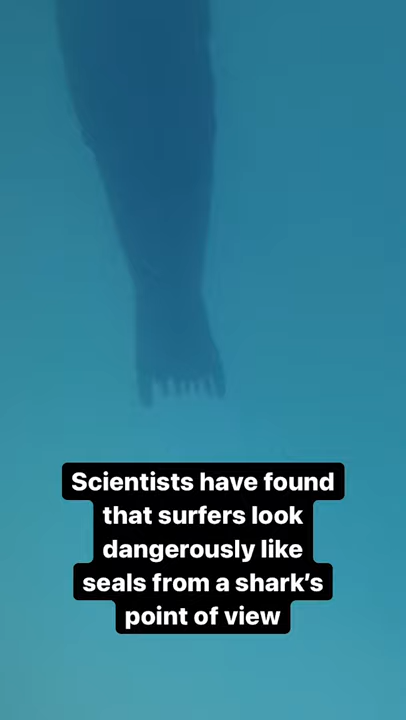 Scientists have found
that surfers look
dangerously like
seals from a shark’s
point of view